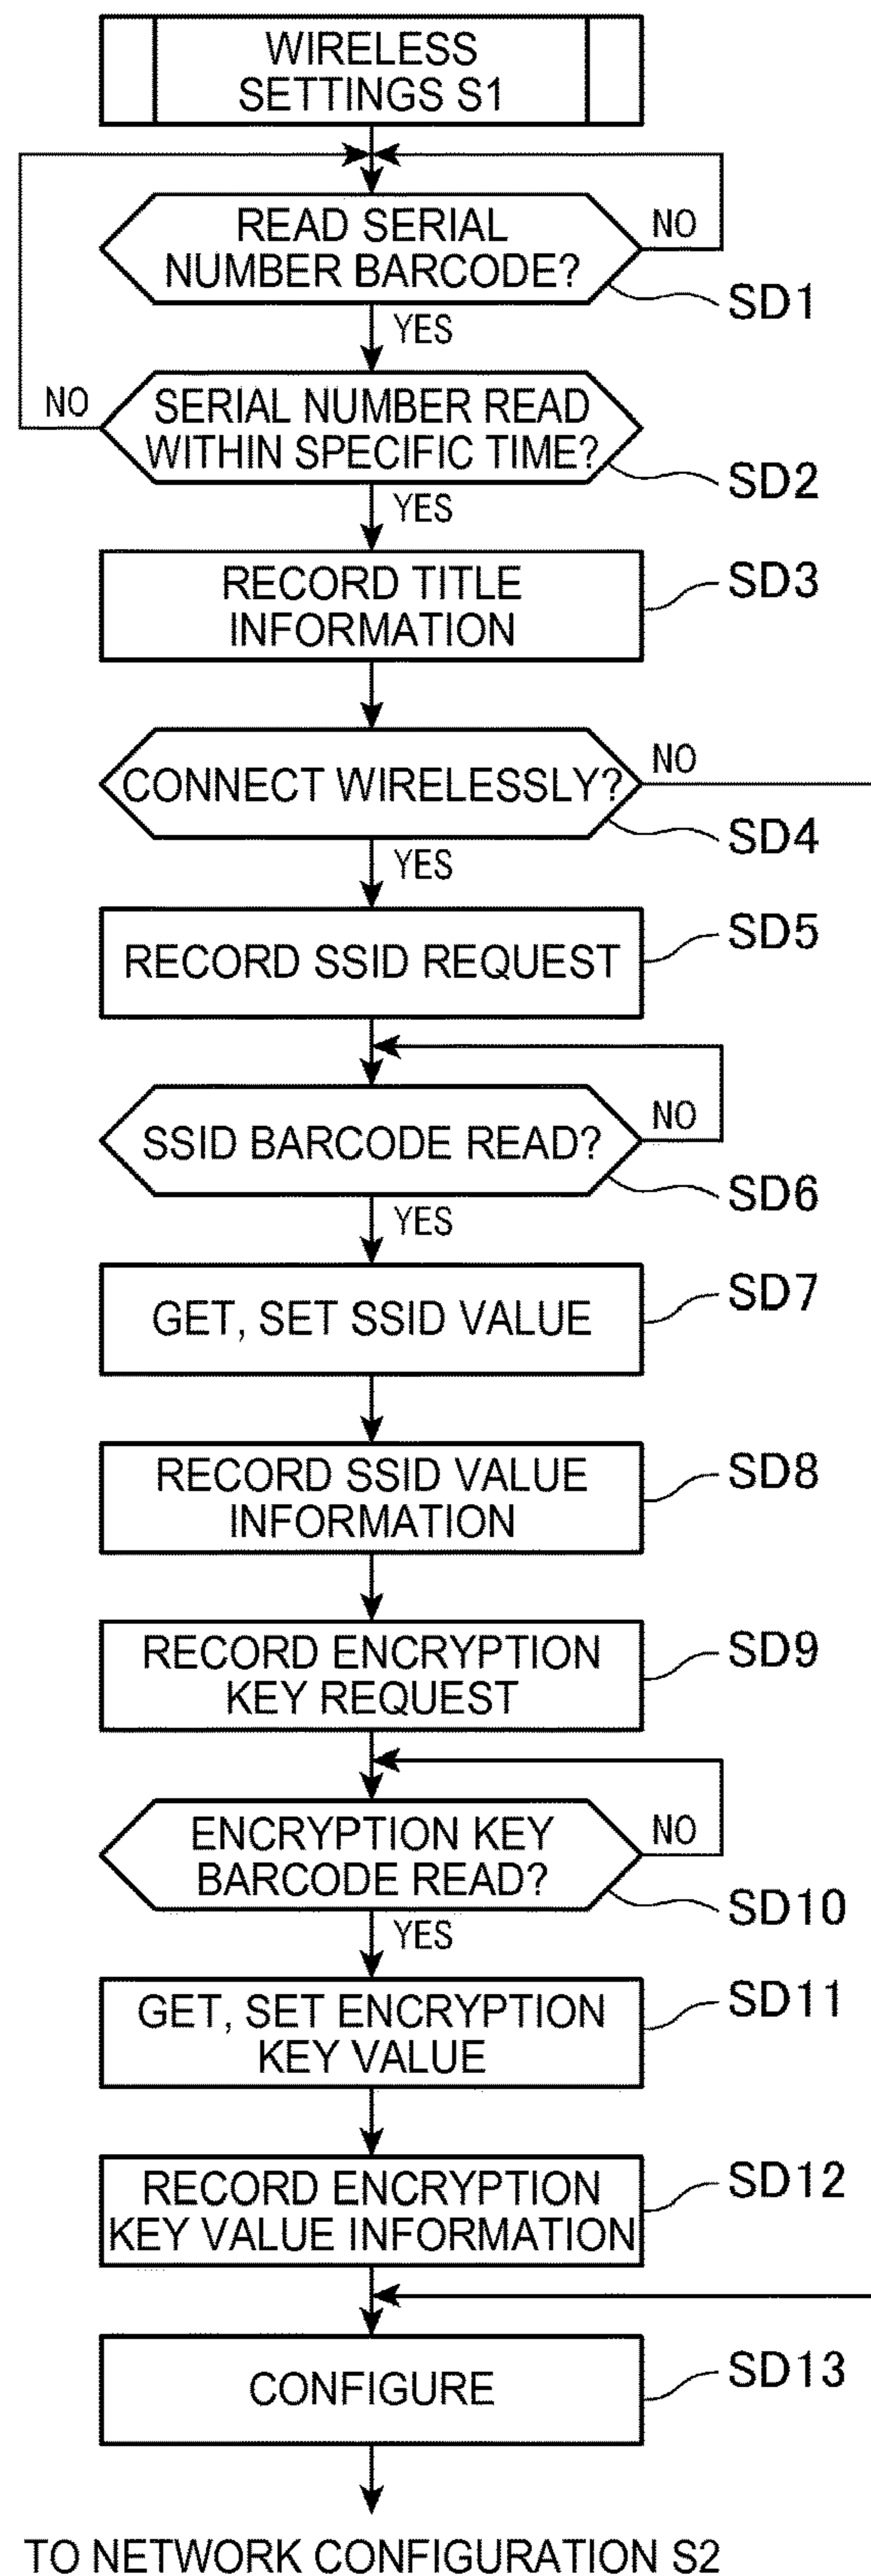 WIRELESS
SETTINGS S1
READ SERIAL
NUMBER BARCODE?
NO
SD1
YES
NO
SERIAL NUMBER READ
WITHIN SPECIFIC TIME?
SD2
YES
RECORD TITLE
INFORMATION
SD3
CONNECT WIRELESSLY?
NO
SD4
YES
RECORD SSID REQUEST
SD5
SSID BARCODE READ?
NO
SD6
YES
GET, SET SSID VALUE
SD7
RECORD SSID VALUE
INFORMATION
SD8
RECORD ENCRYPTION
KEY REQUEST
SD9
ENCRYPTION KEY
BARCODE READ?
NO
SD10
YES
GET, SET ENCRYPTION
KEY VALUE
SD11
RECORD ENCRYPTION
KEY VALUE INFORMATION
SD12
CONFIGURE
SD13
TO NETWORK CONFIGURATION S2